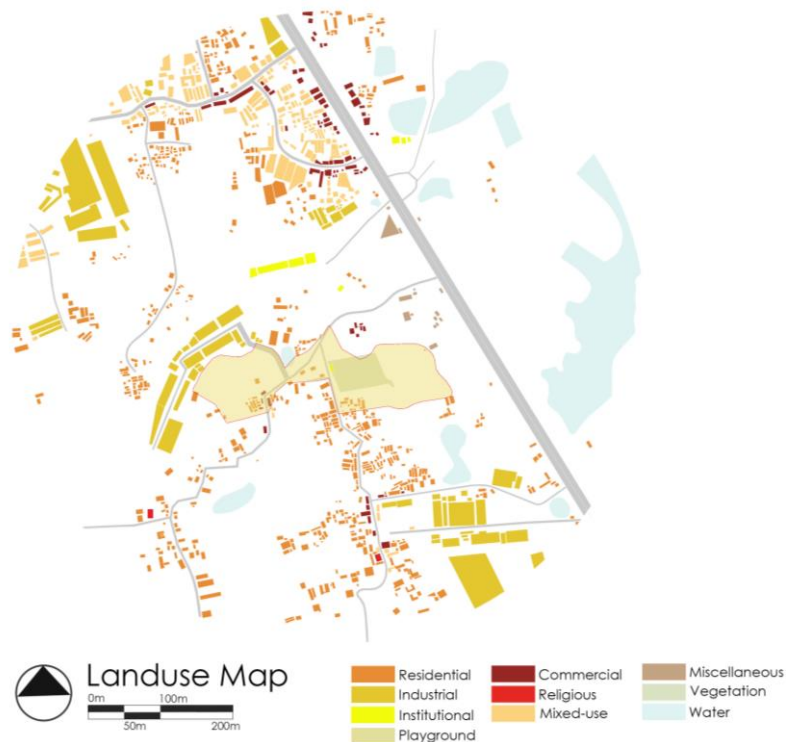 Landuse Map
0m 100m
50m 200m
Residential
Industrial
Institutional
Playground
Commercial
Religious
Mixed-use
Miscellaneous
Vegetation
Water